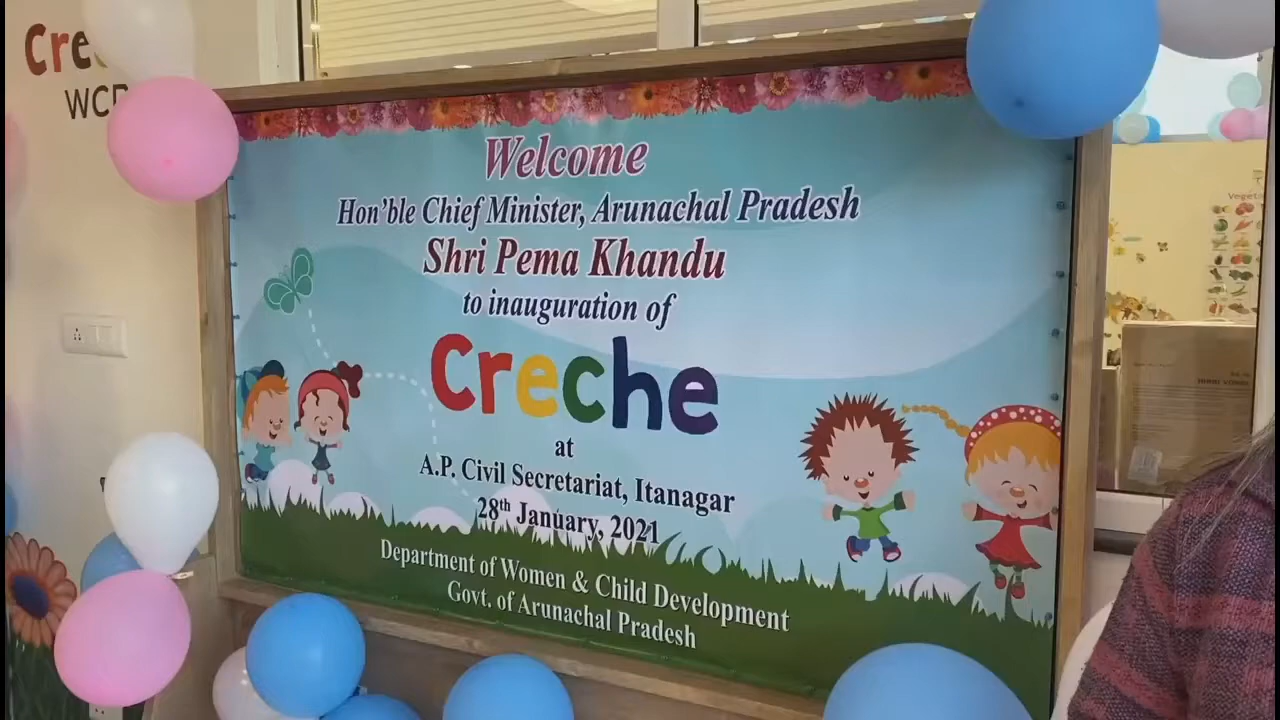 Welcome
Hon'ble Chief Minister, Arunachal Pradesh
Shri Pema Khandu
to inauguration of
Creche
at
A.P. Civil Secretariat, Itanagar
28th January, 2021
Department of Women & Child Development
Govt. of Arunachal Pradesh